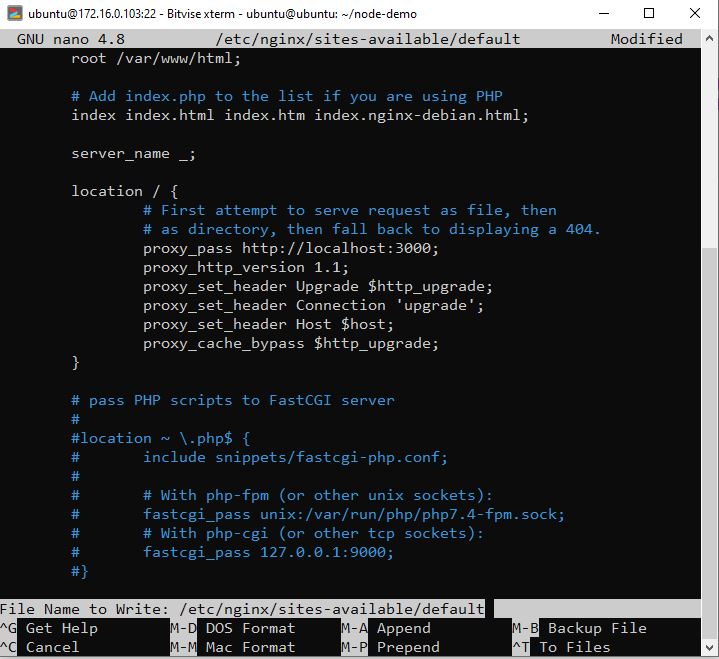 ubuntu@172.16.0.103:22 - Bitvise xterm - ubuntu@ubuntu: ~/node-demo
GNU nano 4.8 /etc/nginx/sites-available/default Modified
root /var/www/html;
# Add index.php to the list if you are using PHP
index index.html index.htm index.nginx-debian.html;
server_name _;
location / {
# First attempt to serve request as file, then
# as directory, then fall back to displaying a 404.
proxy_pass http://localhost:3000;
proxy_http_version 1.1;
proxy_set_header Upgrade $http_upgrade;
proxy_set_header Connection 'upgrade';
proxy_set_header Host $host;
proxy_cache_bypass $http_upgrade;
}
# pass PHP scripts to FastCGI server
#
#location ~ \.php$ {
# include snippets/fastcgi-php.conf;
#
# # With php-fpm (or other unix sockets):
# fastcgi_pass unix:/var/run/php/php7.4-fpm.sock;
# # With php-cgi (or other tcp sockets):
# fastcgi_pass 127.0.0.1:9000;
#}
File Name to Write: /etc/nginx/sites-available/default
^G Get Help M-D DOS Format M-A Append M-B Backup File
^C Cancel M-M Mac Format M-P Prepend ^T To Files